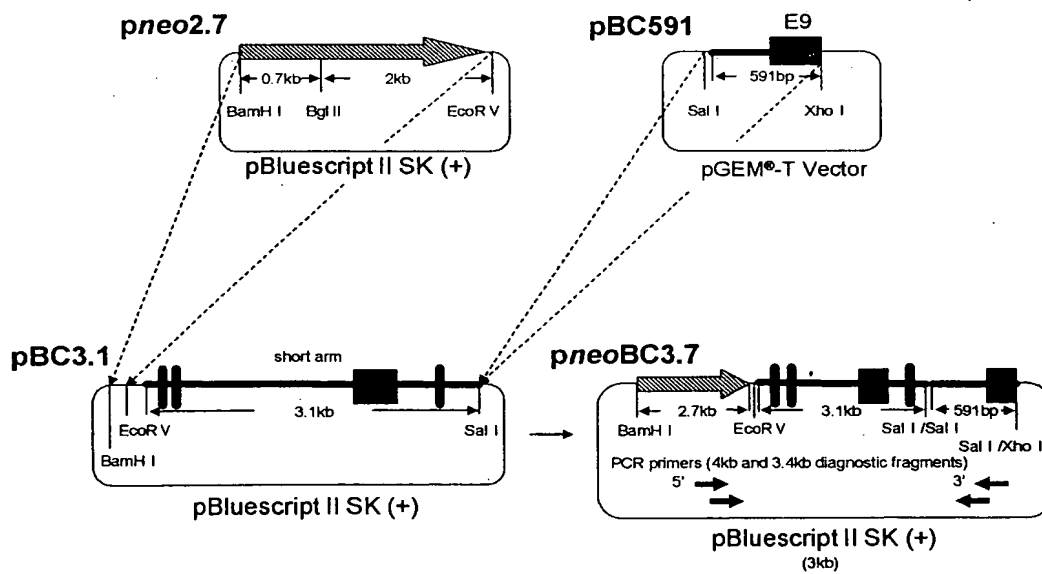 pneo2.7
0.7kb
2kb
BamH I
Bgl II
EcoR V
pBluescript II SK (+)
pBC591
E9
591bp
Sal I
Xho I
pGEM®-T Vector
pBC3.1
short arm
3.1kb
EcoR V
Sal I
BamH I
pBluescript II SK (+)
pneoBC3.7
2.7kb
3.1kb
591bp
BamH I
EcoR V
Sal I /Sal I
Sal I /Xho I
PCR primers (4kb and 3.4kb diagnostic fragments)
5'
3'
pBluescript II SK (+)
(3kb)